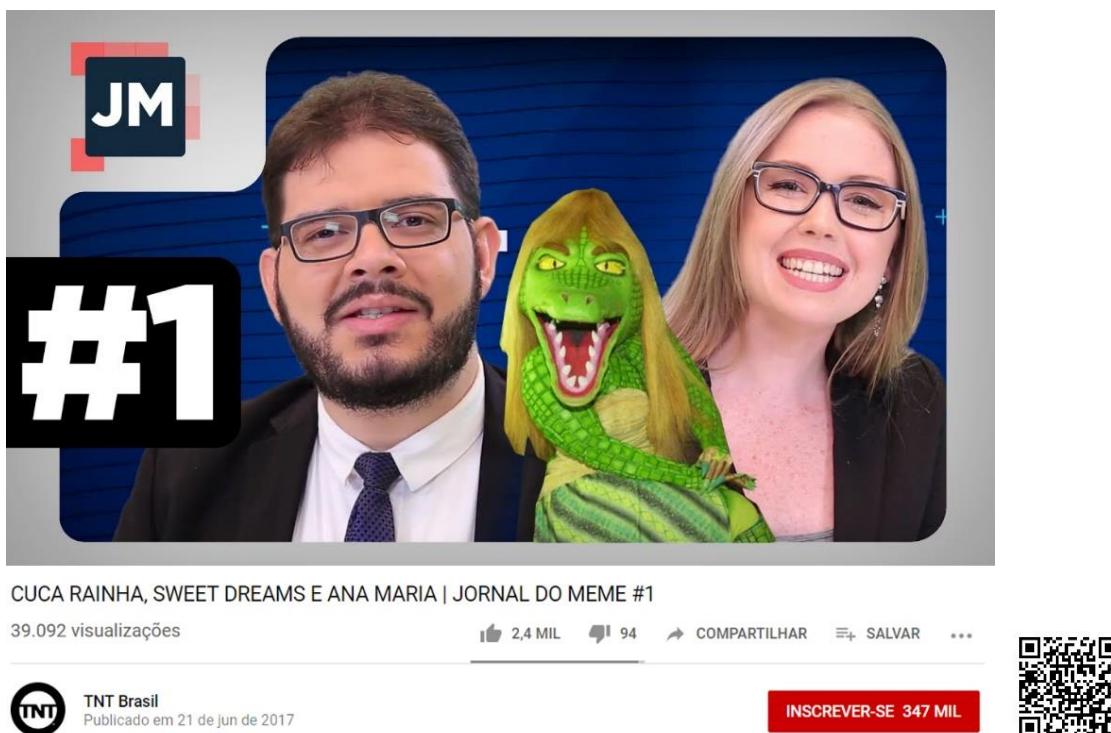 JM
#1
CUCA RAINHA, SWEET DREAMS E ANA MARIA | JORNAL DO MEME #1
39.092 visualizações
2,4 MIL 94 COMPARTILHAR SALVAR
TNT
TNT Brasil
Publicado em 21 de jun de 2017
INSCREVER-SE 347 MIL